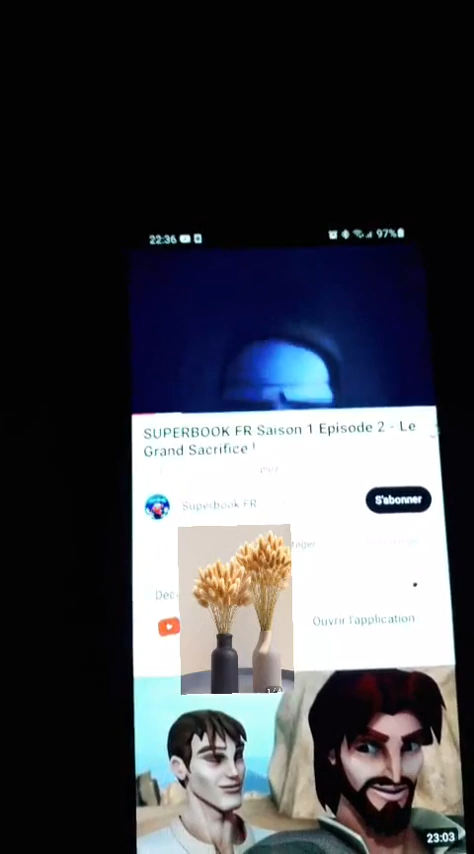 22:36
97%
SUPERBOOK FR Saison 1 Episode 2 - Le
Grand Sacrifice !
plus
Superbook FR
S'abonner
Ouvrir l'application
23:03